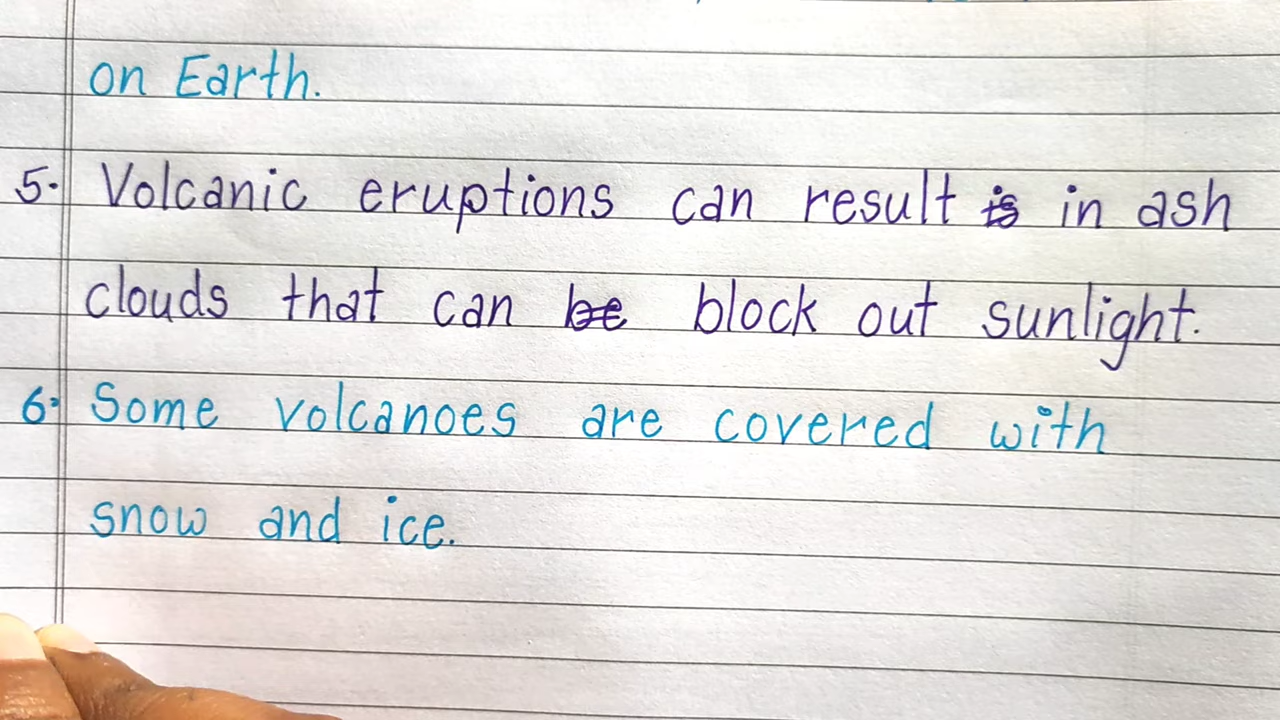 on Earth.
5. Volcanic eruptions can result is in ash
clouds that can be block out sunlight.
6. Some volcanoes are covered with
snow and ice.